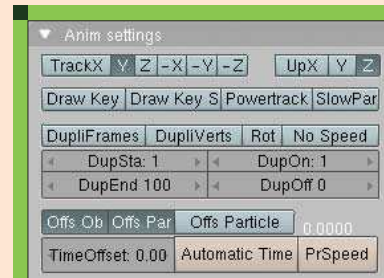 Anim settings
TrackX Y Z -X -Y -Z UpX Y Z
Draw Key Draw Key S Powertrack SlowPar
DupliFrames DupliVerts Rot No Speed
DupSta: 1 DupOn: 1
DupEnd 100 DupOff 0
Offs Ob Offs Par Offs Particle 0.0000
TimeOffset: 0.00 Automatic Time PrSpeed